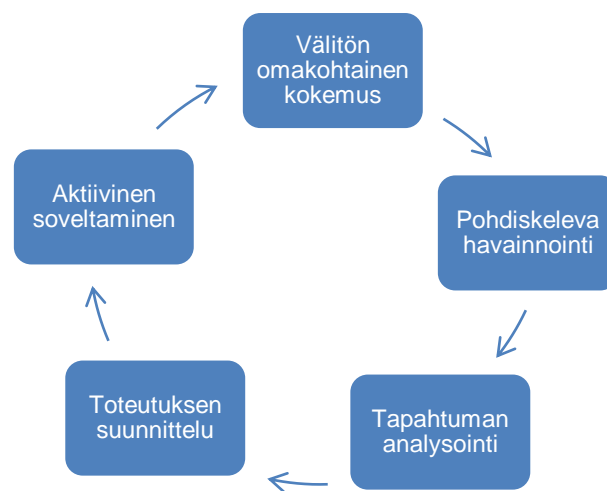 Välitön
omakohtainen
kokemus
Pohdiskeleva
havainnointi
Tapahtuman
analysointi
Toteutuksen
suunnittelu
Aktiivinen
soveltaminen